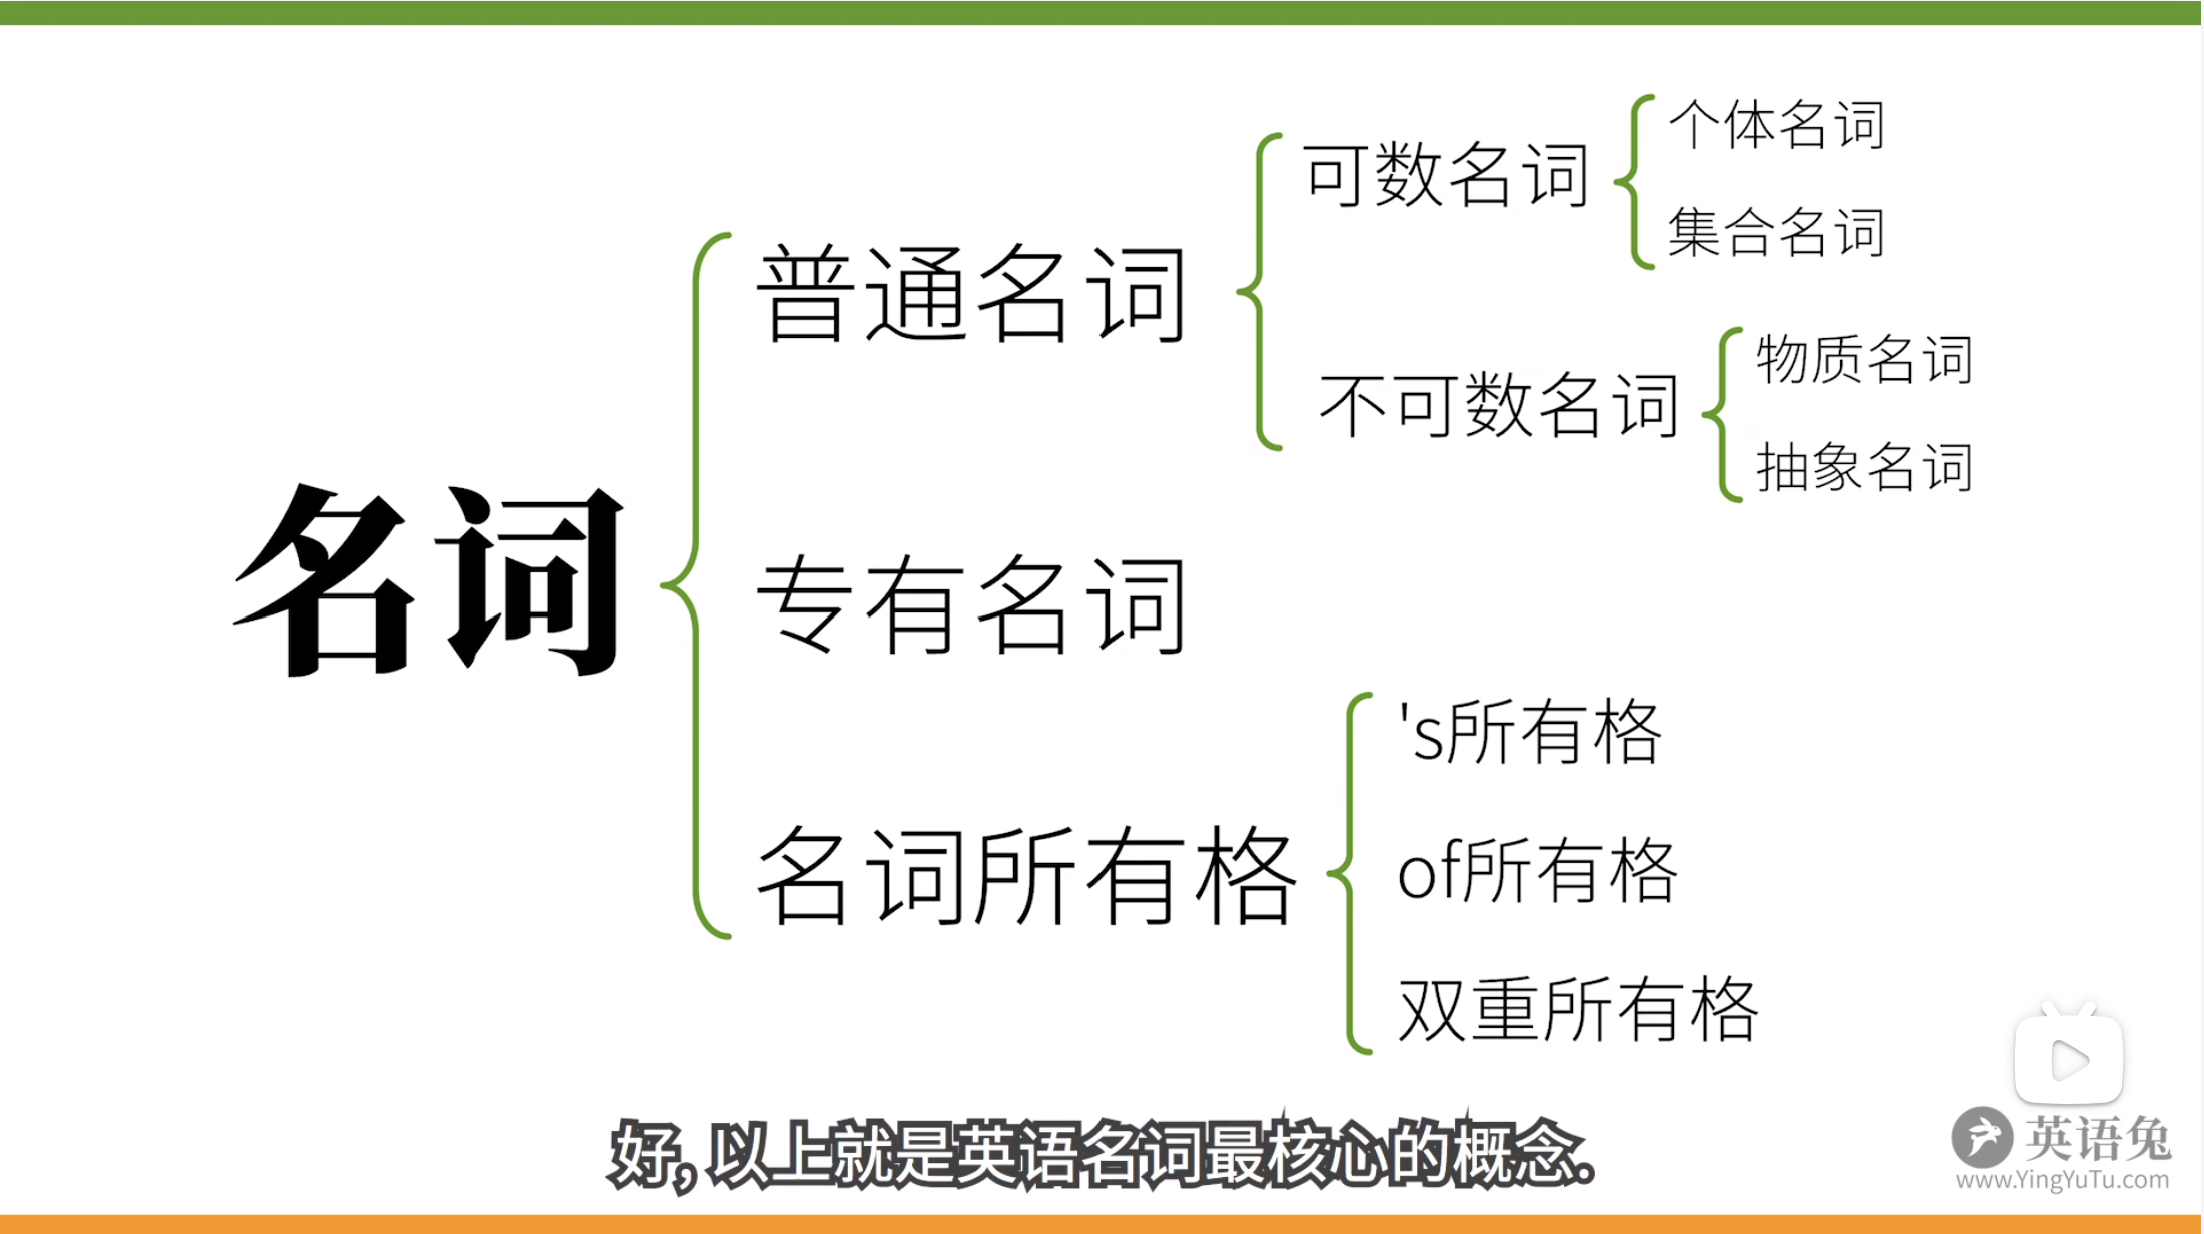 名词
普通名词
可数名词
个体名词
集合名词
不可数名词
物质名词
抽象名词
专有名词
名词所有格
's所有格
of所有格
双重所有格
好,以上就是英语名词最核心的概念.
英语兔
www.YingYuTu.com